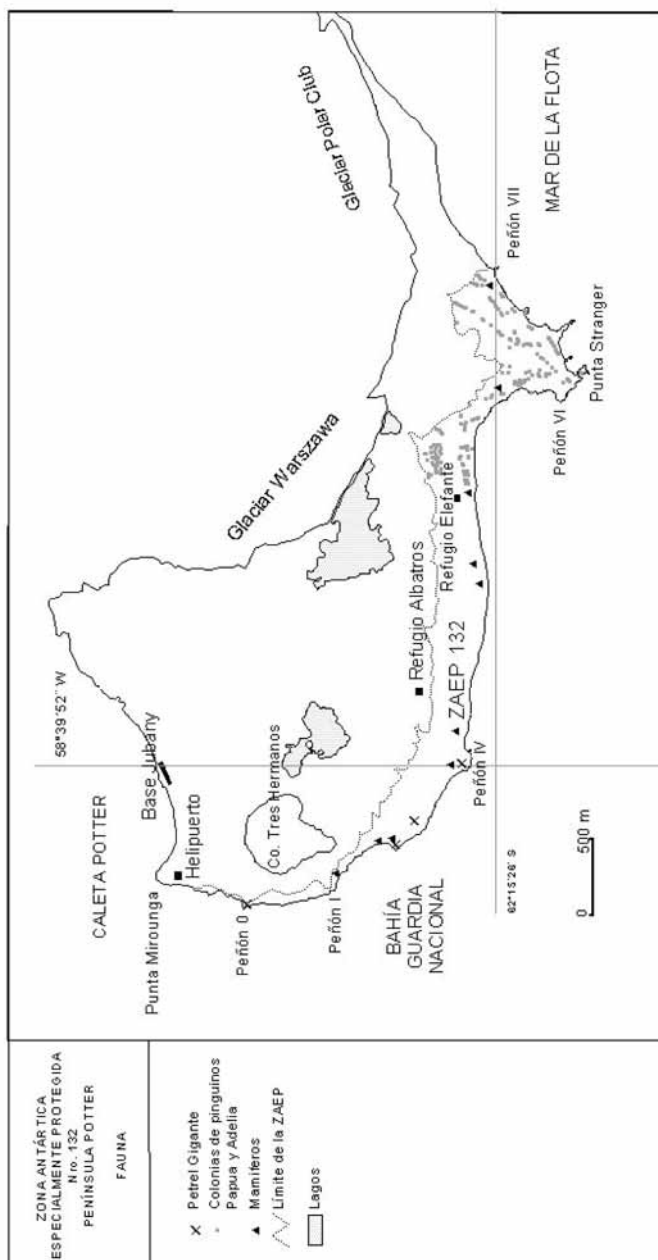 ZONA ANTÁRTICA
ESPECIALMENTE PROTEGIDA
Nro. 132
PENÍNSULA POTTER
FAUNA
Petrel Gigante
Colonias de pinguinos
Papua y Adelia
Mamíferos
Límite de la ZAEP
Lagos
CALETA POTTER
58°39'52" W
Punta Mirounga
Helipuerto
Base Jubany
Peñón 0
Co. Tres Hermanos
Peñón I
BAHÍA
GUARDIA
NACIONAL
Glaciar Warszawa
Glaciar Polar Club
Refugio Albatros
ZAEP 132
Refugio Elefante
Peñón IV
Peñón VI
Punta Stranger
Peñón VII
MAR DE LA FLOTA
62°15'26" S
0 500 m